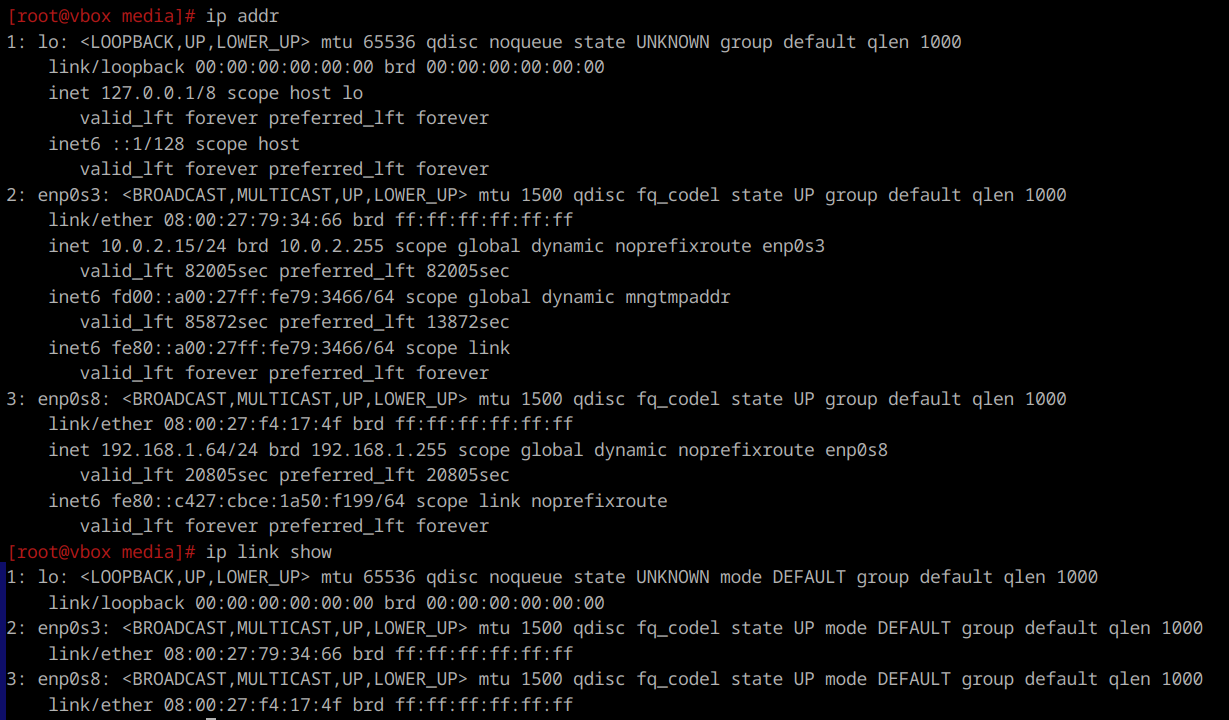 [root@vbox media]# ip addr
1: lo: <LOOPBACK,UP,LOWER_UP> mtu 65536 qdisc noqueue state UNKNOWN group default qlen 1000
    link/loopback 00:00:00:00:00:00 brd 00:00:00:00:00:00
    inet 127.0.0.1/8 scope host lo
       valid_lft forever preferred_lft forever
    inet6 ::1/128 scope host
       valid_lft forever preferred_lft forever
2: enp0s3: <BROADCAST,MULTICAST,UP,LOWER_UP> mtu 1500 qdisc fq_codel state UP group default qlen 1000
    link/ether 08:00:27:79:34:66 brd ff:ff:ff:ff:ff:ff
    inet 10.0.2.15/24 brd 10.0.2.255 scope global dynamic noprefixroute enp0s3
       valid_lft 82005sec preferred_lft 82005sec
    inet6 fd00::a00:27ff:fe79:3466/64 scope global dynamic mngtmpaddr
       valid_lft 85872sec preferred_lft 13872sec
    inet6 fe80::a00:27ff:fe79:3466/64 scope link
       valid_lft forever preferred_lft forever
3: enp0s8: <BROADCAST,MULTICAST,UP,LOWER_UP> mtu 1500 qdisc fq_codel state UP group default qlen 1000
    link/ether 08:00:27:f4:17:4f brd ff:ff:ff:ff:ff:ff
    inet 192.168.1.64/24 brd 192.168.1.255 scope global dynamic noprefixroute enp0s8
       valid_lft 20805sec preferred_lft 20805sec
    inet6 fe80::c427:cbce:1a50:f199/64 scope link noprefixroute
       valid_lft forever preferred_lft forever
[root@vbox media]# ip link show
1: lo: <LOOPBACK,UP,LOWER_UP> mtu 65536 qdisc noqueue state UNKNOWN mode DEFAULT group default qlen 1000
    link/loopback 00:00:00:00:00:00 brd 00:00:00:00:00:00
2: enp0s3: <BROADCAST,MULTICAST,UP,LOWER_UP> mtu 1500 qdisc fq_codel state UP mode DEFAULT group default qlen 1000
    link/ether 08:00:27:79:34:66 brd ff:ff:ff:ff:ff:ff
3: enp0s8: <BROADCAST,MULTICAST,UP,LOWER_UP> mtu 1500 qdisc fq_codel state UP mode DEFAULT group default qlen 1000
    link/ether 08:00:27:f4:17:4f brd ff:ff:ff:ff:ff:ff